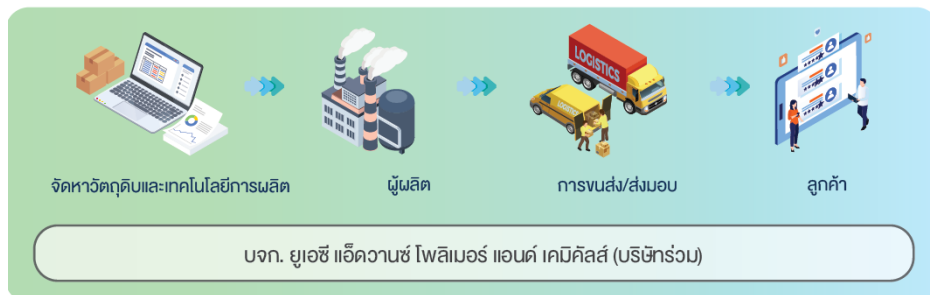 LOGISTICS
LOGISTIC
จัดหาวัตถุดิบและเทคโนโลยีการผลิต
ผู้ผลิต
การขนส่ง/ส่งมอบ
ลูกค้า
บจก. ยูเอซี แอ็ดวานซ์ โพลิเมอร์ แอนด์ เคมิคัลส์ (บริษัทร่วม)